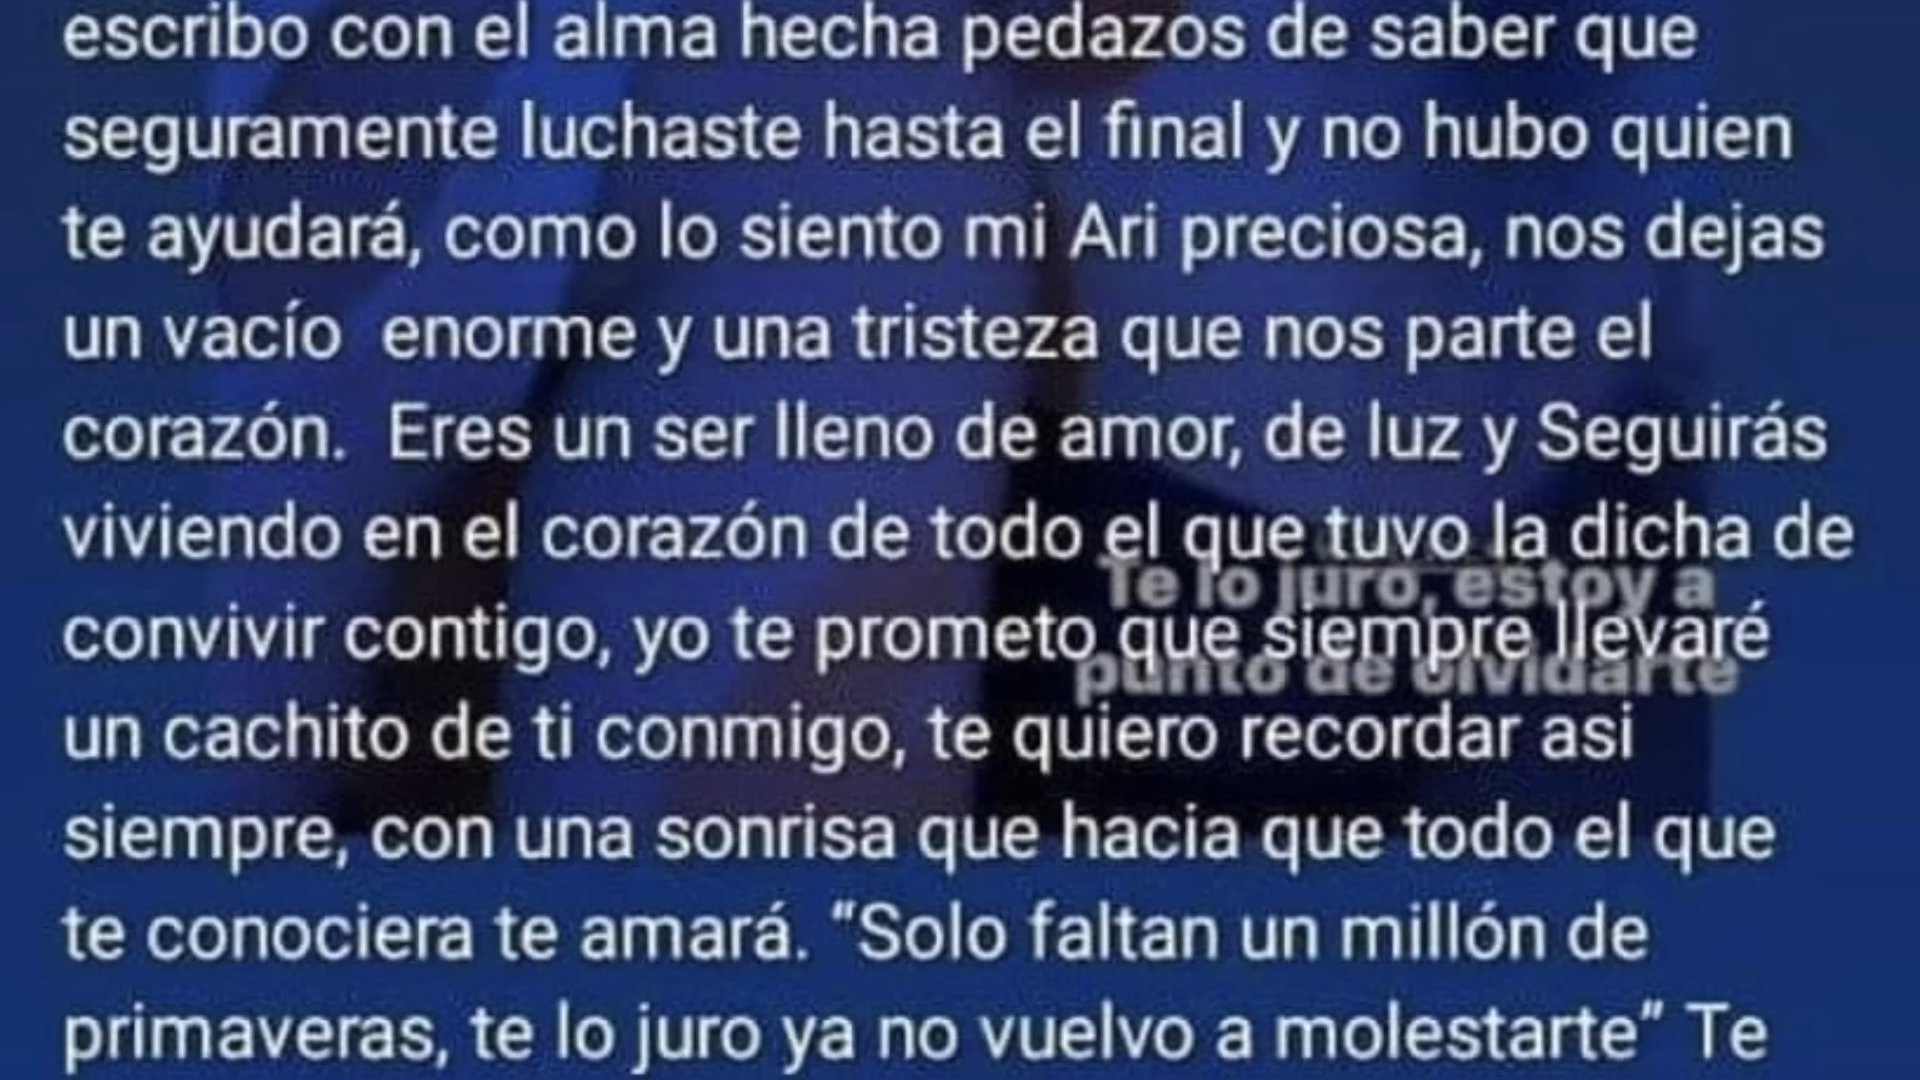 escribo con el alma hecha pedazos de saber que
seguramente luchaste hasta el final y no hubo quien
te ayudará, como lo siento mi Ari preciosa, nos dejas
un vacío  enorme y una tristeza que nos parte el
corazón.  Eres un ser lleno de amor, de luz y Seguirás
viviendo en el corazón de todo el que tuvo la dicha de
Te lo juro, estoy a
convivir contigo, yo te prometo que siempre llevaré
punto de olvidarte
un cachito de ti conmigo, te quiero recordar asi
siempre, con una sonrisa que hacia que todo el que
te conociera te amará. “Solo faltan un millón de
primaveras, te lo juro ya no vuelvo a molestarte” Te